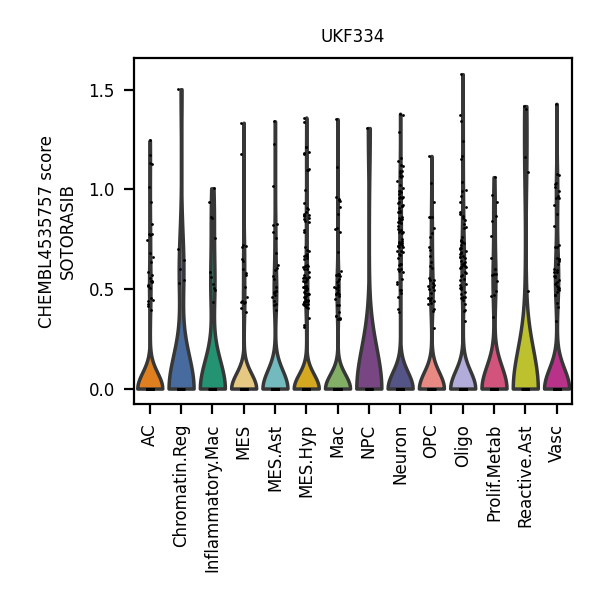 UKF334
CHEMBL4535757 score
SOTORASIB
1.5
1.0
0.5
0.0
AC
Chromatin.Reg
Inflammatory.Mac
MES
MES.Ast
MES.Hyp
Mac
NPC
Neuron
OPC
Oligo
Prolif.Metab
Reactive.Ast
Vasc